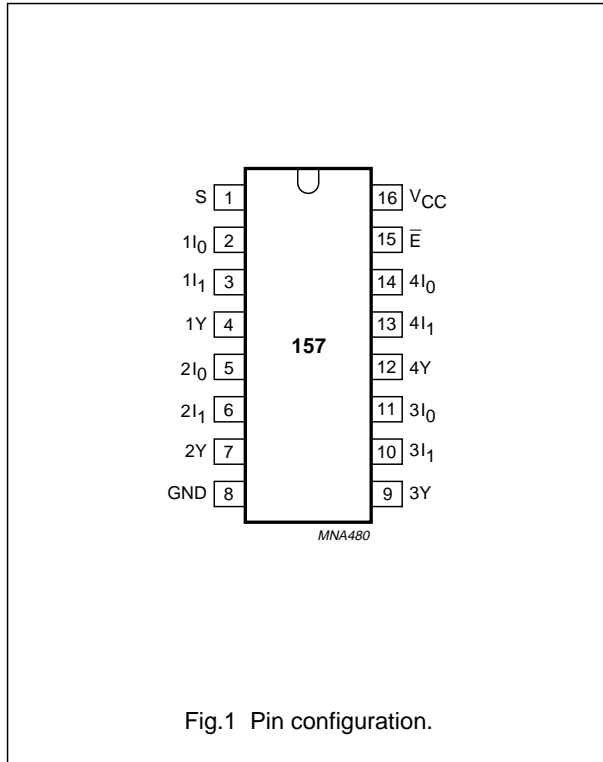 S 1 16 VCC
1I0 2 15 E̅
1I1 3 14 4I0
1Y 4 13 4I1
157
2I0 5 12 4Y
2I1 6 11 3I0
2Y 7 10 3I1
GND 8 9 3Y
MNA480
Fig.1 Pin configuration.